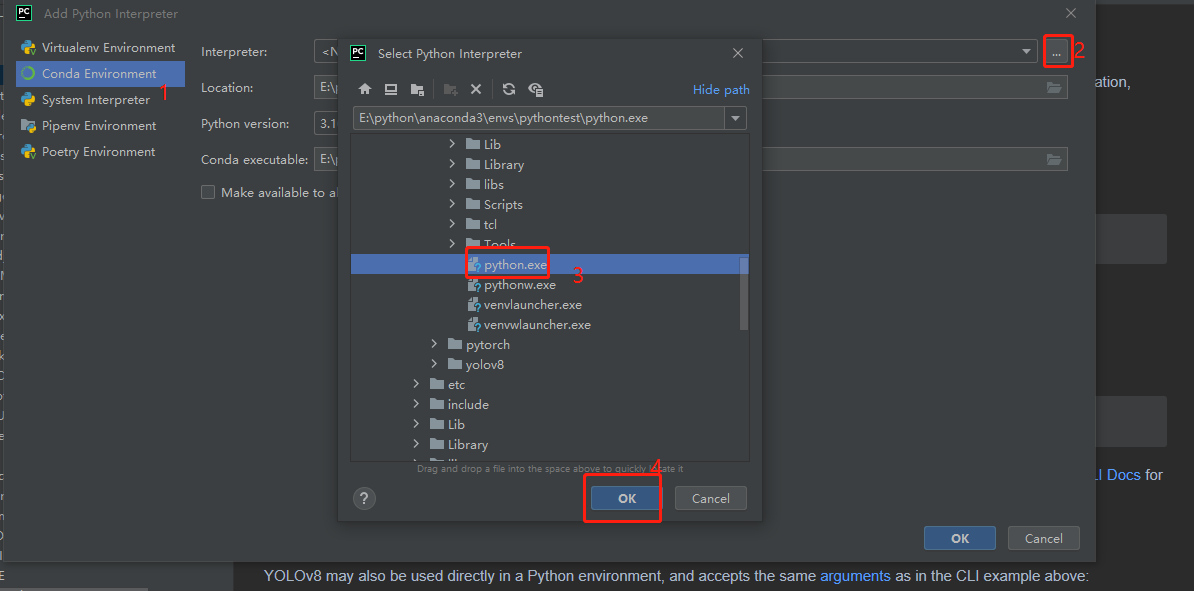 PC Add Python Interpreter
Virtualenv Environment
Conda Environment
1
System Interpreter
Pipenv Environment
Poetry Environment
Interpreter:
2
...
Location:
E:\
Python version:
3.1
Conda executable:
E:\
Make available to
PC Select Python Interpreter
Hide path
E:\python\anaconda3\envs\pythontest\python.exe
Lib
Library
libs
Scripts
tcl
Tools
python.exe
3
pythonw.exe
venvlauncher.exe
venvwlauncher.exe
pytorch
yolov8
etc
include
Lib
Library
Drag and drop a file into the space above to quickly locate it
4
?
OK
Cancel
OK
Cancel
ation,
LI Docs for
YOLOv8 may also be used directly in a Python environment, and accepts the same arguments as in the CLI example above: